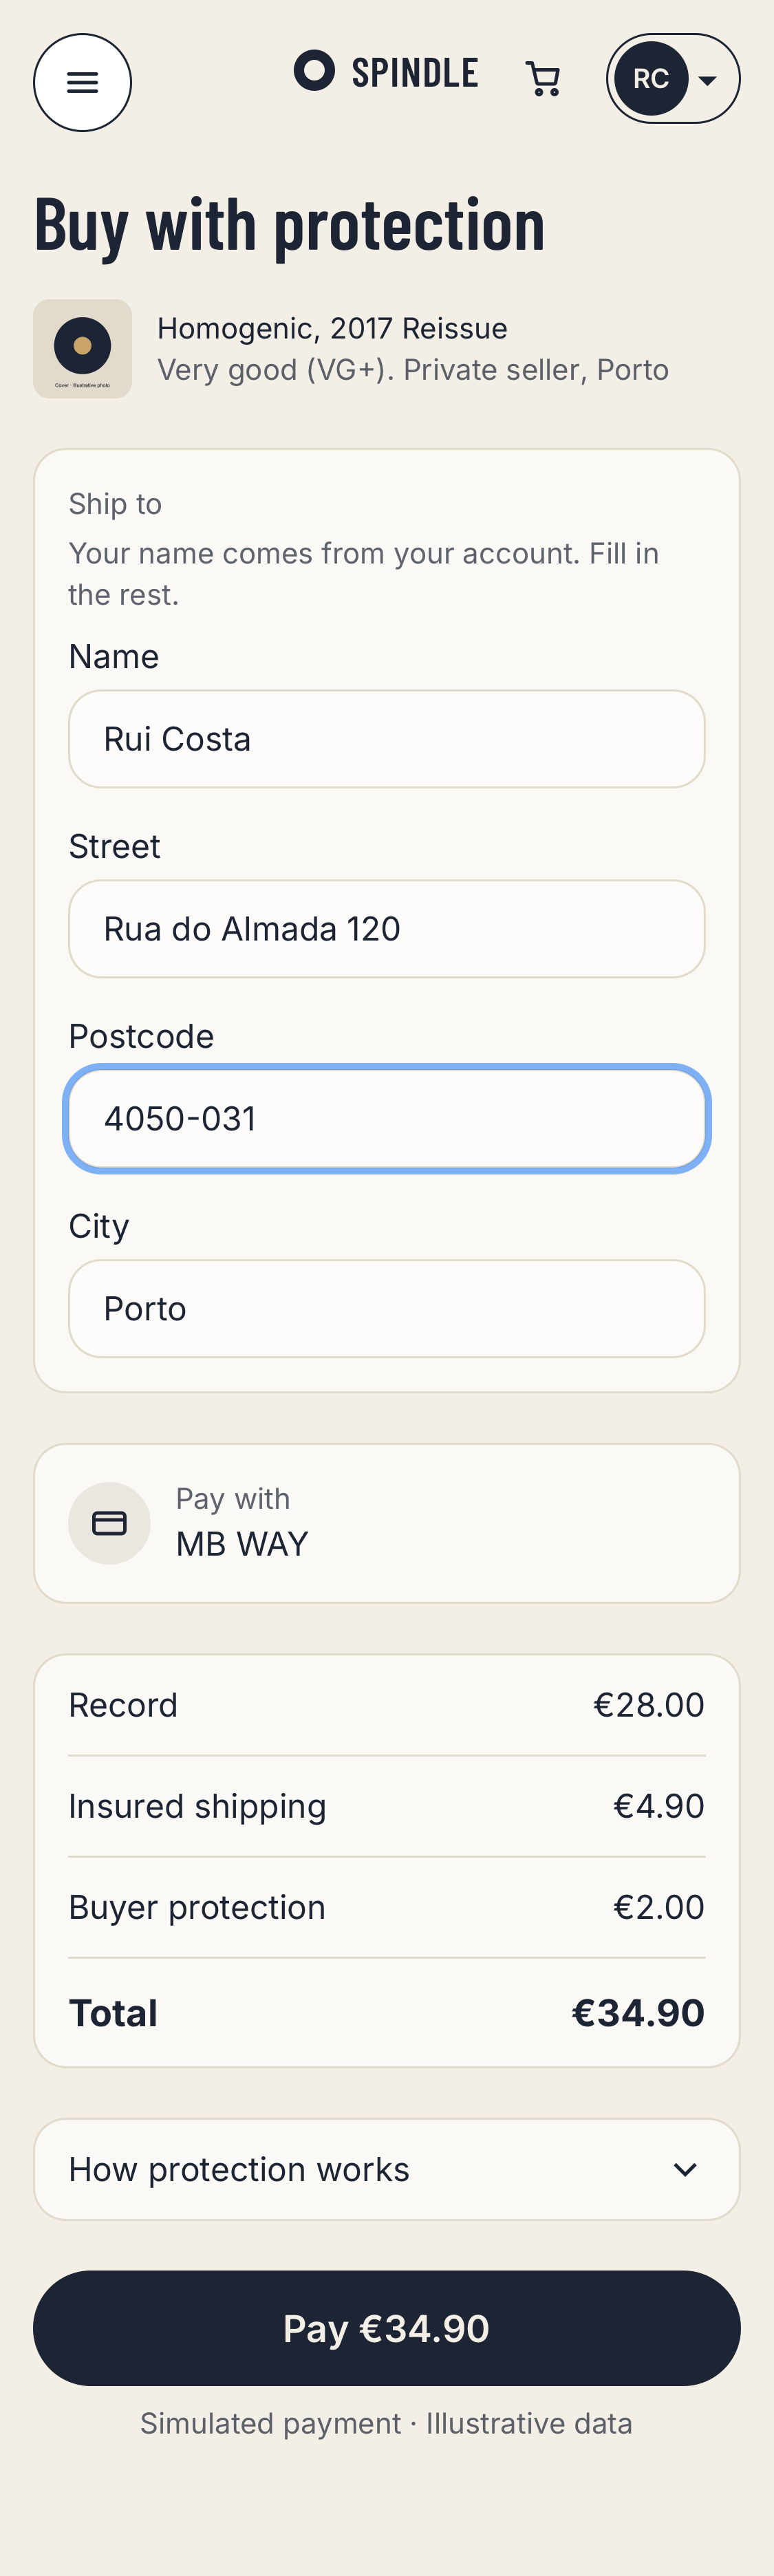 SPINDLE
RC
Buy with protection
Cover · Illustrative photo
Homogenic, 2017 Reissue
Very good (VG+). Private seller, Porto
Ship to
Your name comes from your account. Fill in
the rest.
Name
Rui Costa
Street
Rua do Almada 120
Postcode
4050-031
City
Porto
Pay with
MB WAY
Record €28.00
Insured shipping €4.90
Buyer protection €2.00
Total €34.90
How protection works
Pay €34.90
Simulated payment · Illustrative data